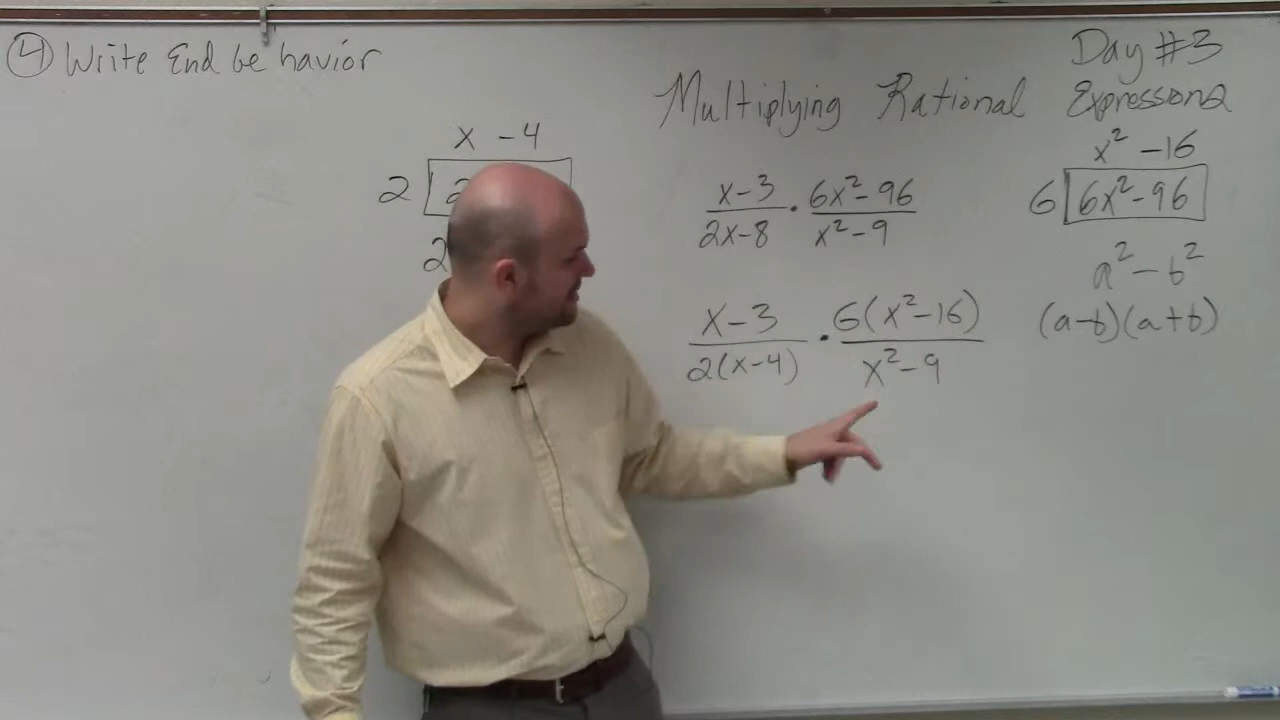 ④ Write End behavior
Day #3
Multiplying Rational Expressions
x - 4
2
2
x-3 / 2x-8 · 6x²-96 / x²-9
x-3 / 2(x-4) · 6(x²-16) / x²-9
x² -16
6 6x²-96
a² - b²
(a-b)(a+b)